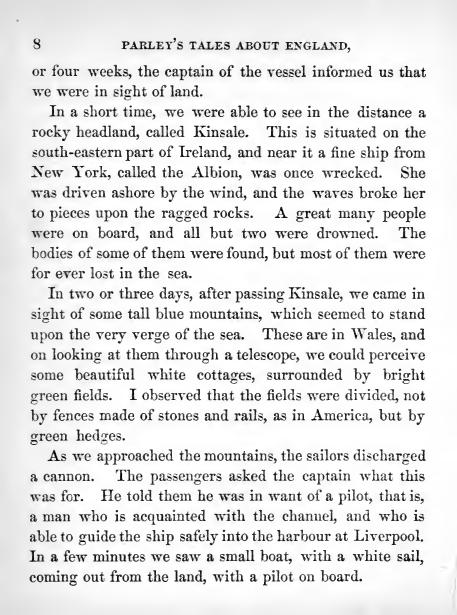 8 PARLEY'S TALES ABOUT ENGLAND,
or four weeks, the captain of the vessel informed us that
we were in sight of land.
In a short time, we were able to see in the distance a
rocky headland, called Kinsale. This is situated on the
south-eastern part of Ireland, and near it a fine ship from
New York, called the Albion, was once wrecked. She
was driven ashore by the wind, and the waves broke her
to pieces upon the ragged rocks. A great many people
were on board, and all but two were drowned. The
bodies of some of them were found, but most of them were
for ever lost in the sea.
In two or three days, after passing Kinsale, we came in
sight of some tall blue mountains, which seemed to stand
upon the very verge of the sea. These are in Wales, and
on looking at them through a telescope, we could perceive
some beautiful white cottages, surrounded by bright
green fields. I observed that the fields were divided, not
by fences made of stones and rails, as in America, but by
green hedges.
As we approached the mountains, the sailors discharged
a cannon. The passengers asked the captain what this
was for. He told them he was in want of a pilot, that is,
a man who is acquainted with the channel, and who is
able to guide the ship safely into the harbour at Liverpool.
In a few minutes we saw a small boat, with a white sail,
coming out from the land, with a pilot on board.